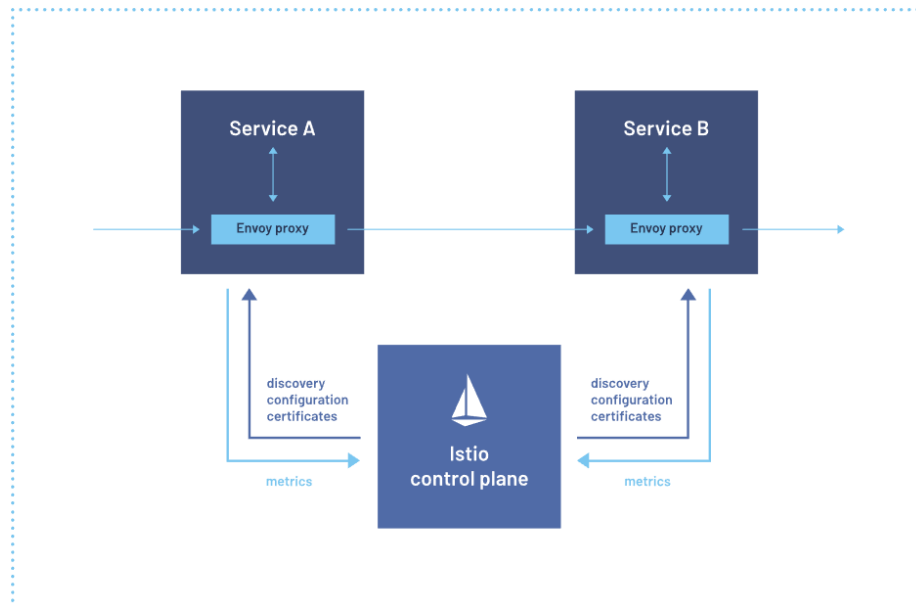 Service A
Service B
Envoy proxy
Envoy proxy
discovery
configuration
certificates
metrics
Istio
control plane
discovery
configuration
certificates
metrics